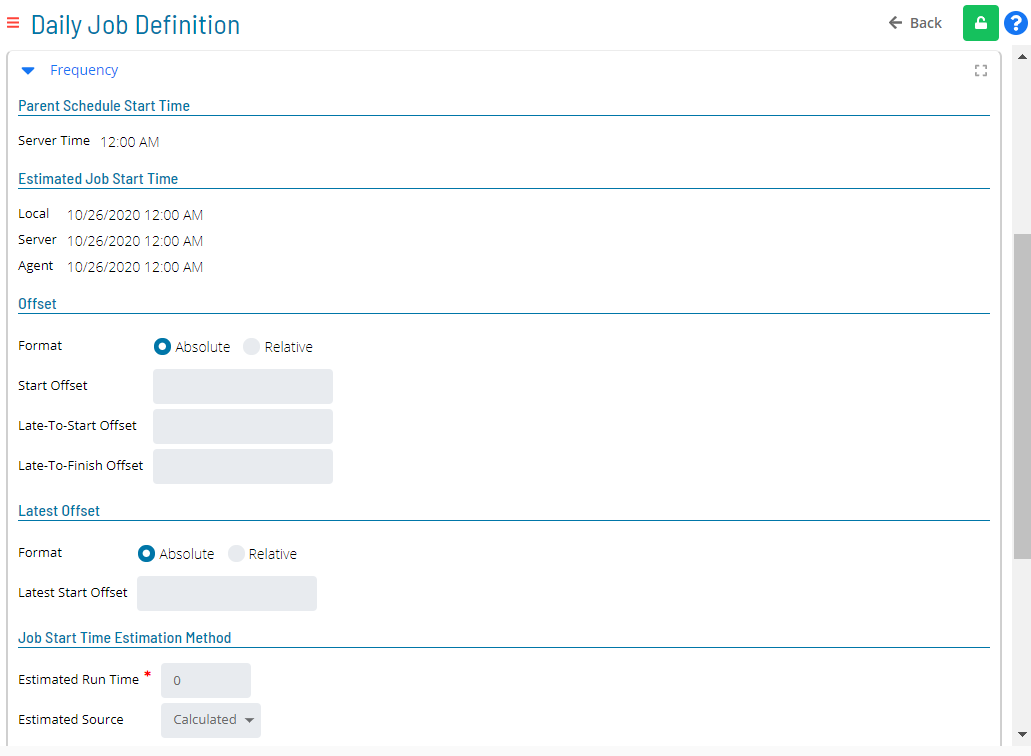 Daily Job Definition
Back
?
Frequency
Parent Schedule Start Time
Server Time 12:00 AM
Estimated Job Start Time
Local 10/26/2020 12:00 AM
Server 10/26/2020 12:00 AM
Agent 10/26/2020 12:00 AM
Offset
Format Absolute Relative
Start Offset
Late-To-Start Offset
Late-To-Finish Offset
Latest Offset
Format Absolute Relative
Latest Start Offset
Job Start Time Estimation Method
Estimated Run Time * 0
Estimated Source Calculated